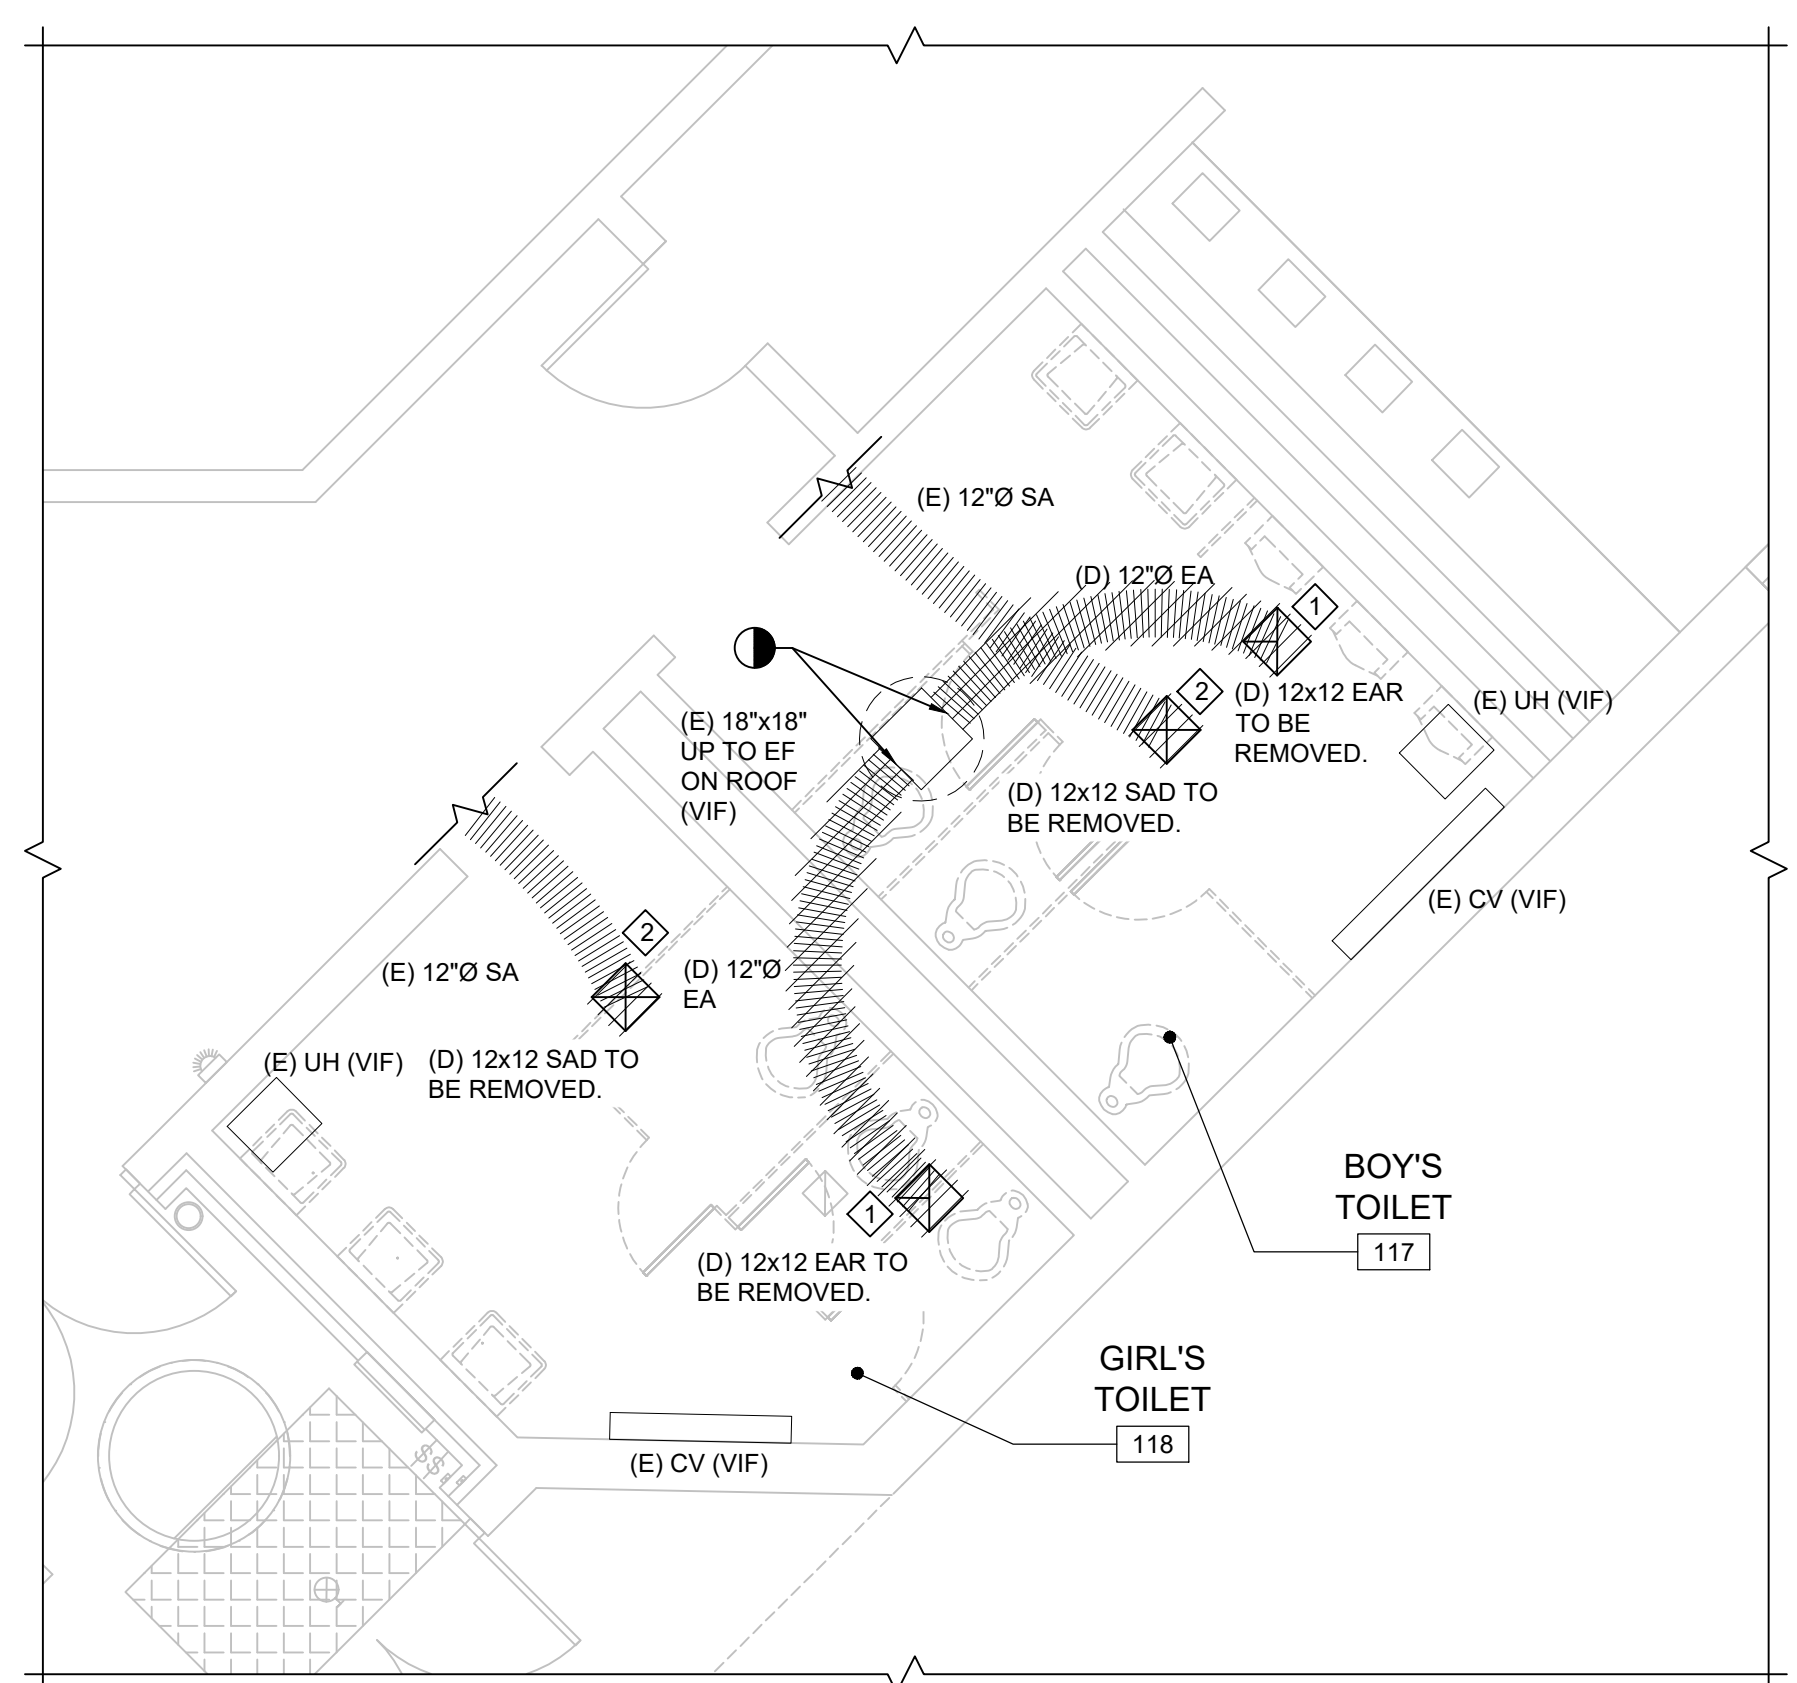 (E) 12"Ø SA
(D) 12"Ø EA
1
2
(D) 12x12 EAR
TO BE
REMOVED.
(E) UH (VIF)
(E) 18"x18"
UP TO EF
ON ROOF
(VIF)
(D) 12x12 SAD TO
BE REMOVED.
(E) CV (VIF)
2
(E) 12"Ø SA
(D) 12"Ø
EA
(E) UH (VIF)
(D) 12x12 SAD TO
BE REMOVED.
BOY'S
TOILET
117
1
(D) 12x12 EAR TO
BE REMOVED.
GIRL'S
TOILET
118
(E) CV (VIF)
$$